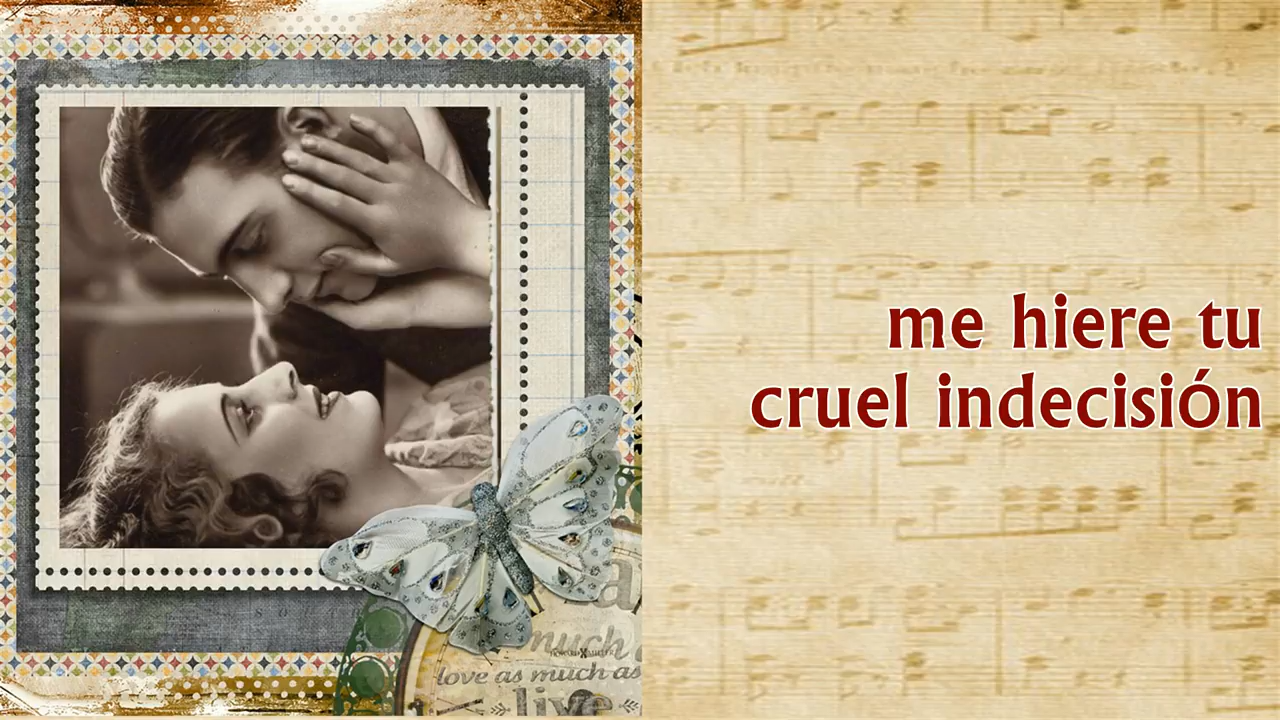 me hiere tu
cruel indecisión
much
love as much as
live